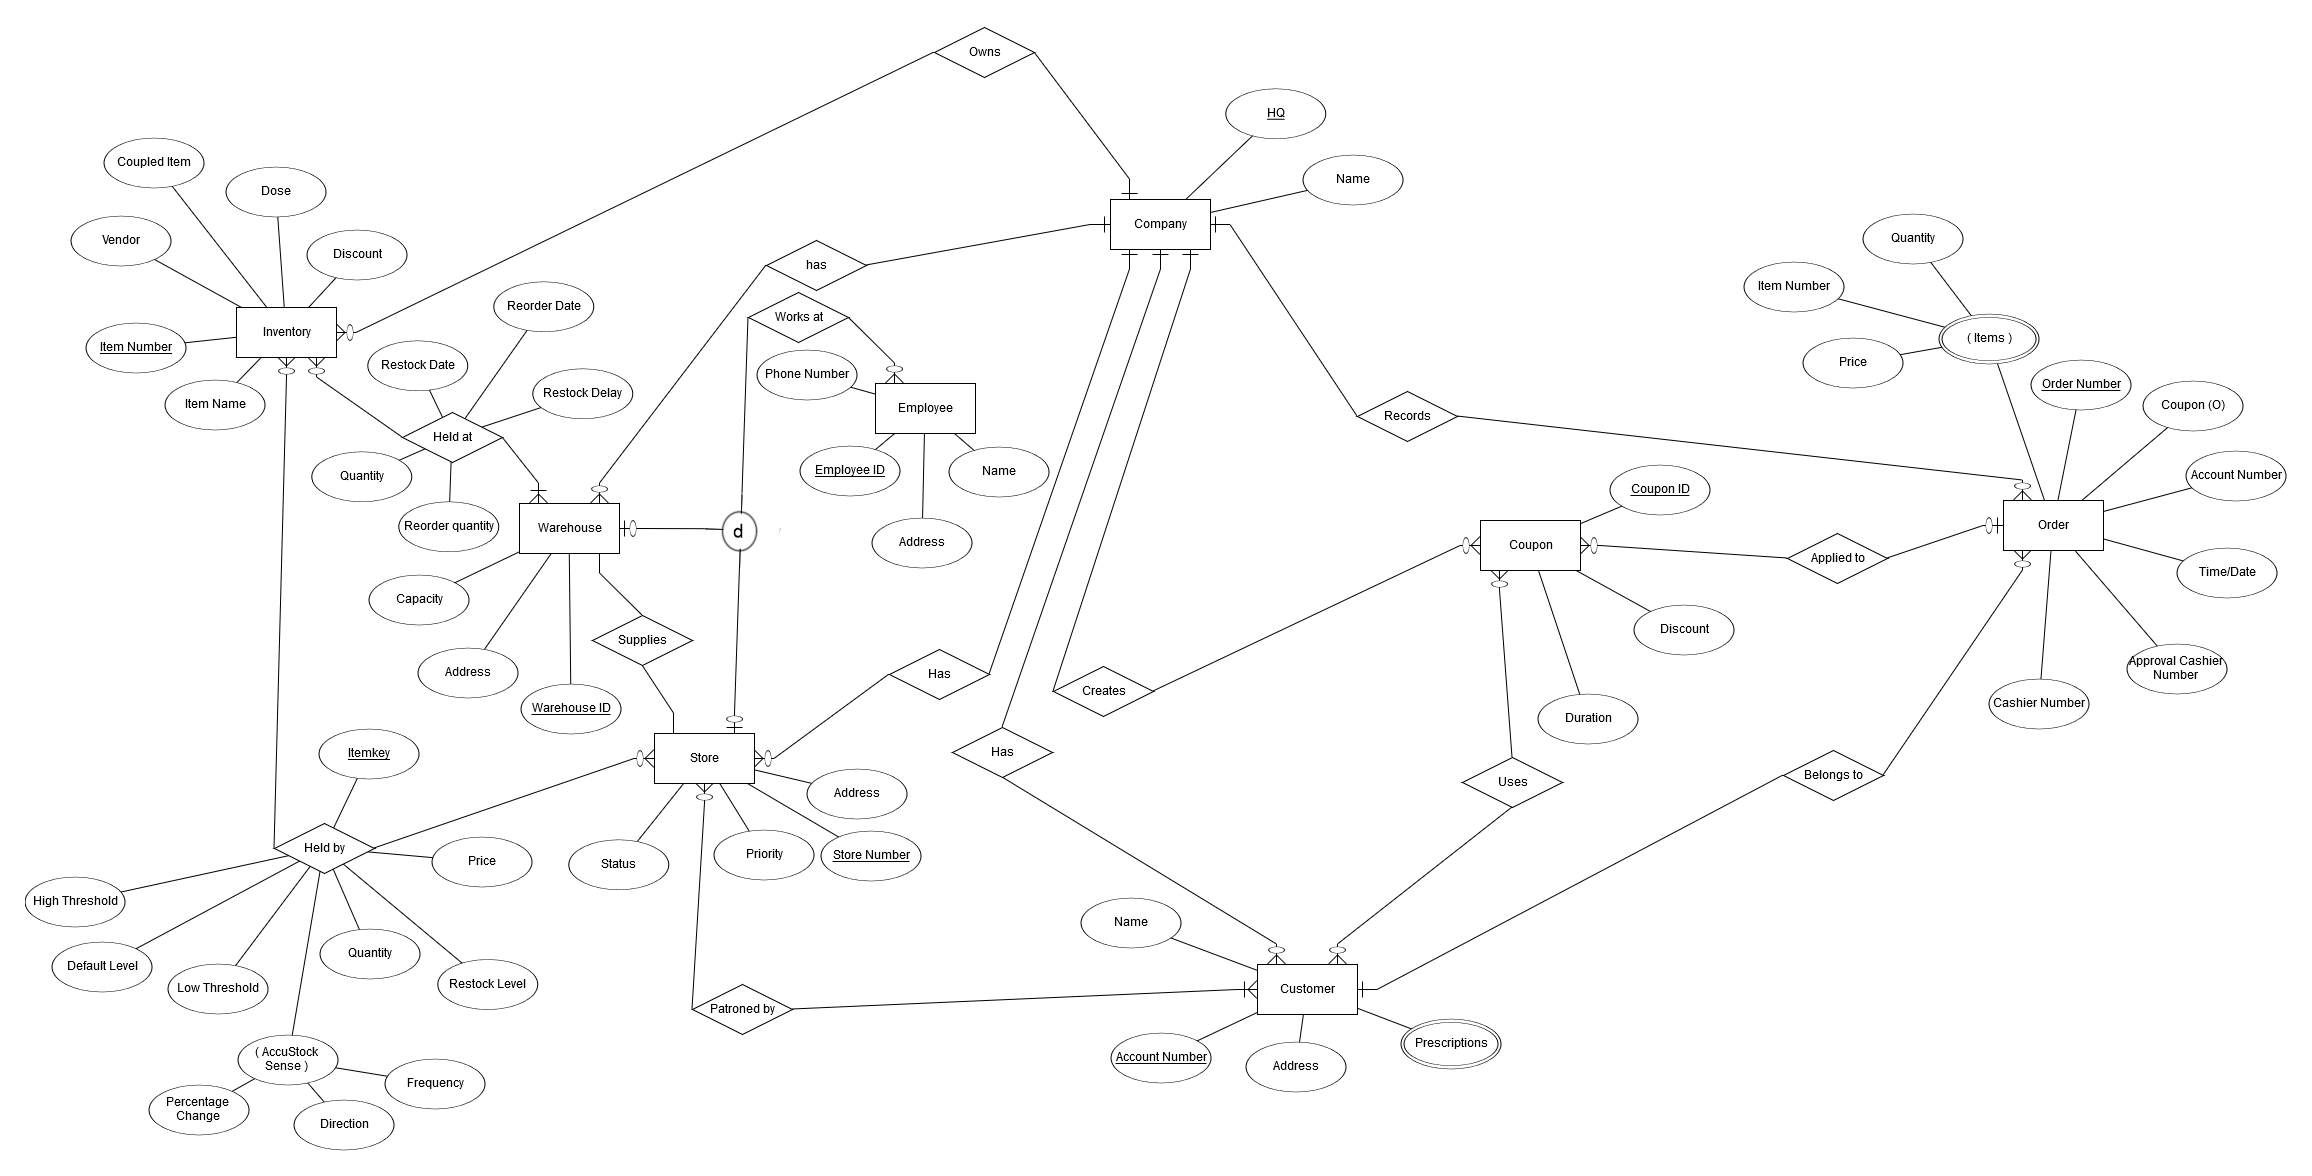 Owns
HQ
Coupled Item
Name
Dose
Company
Quantity
Vendor
Discount
has
Item Number
Reorder Date
Works at
Inventory
( Items )
Item Number
Restock Date
Phone Number
Price
Order Number
Restock Delay
Item Name
Employee
Records
Coupon (O)
Held at
Quantity
Employee ID
Name
Account Number
Coupon ID
Reorder quantity
Warehouse
d
Order
Address
Coupon
Applied to
Time/Date
Capacity
Supplies
Discount
Address
Has
Creates
Approval Cashier
Number
Warehouse ID
Cashier Number
Duration
Itemkey
Store
Has
Uses
Belongs to
Address
Held by
Price
Status
Priority
Store Number
High Threshold
Name
Quantity
Default Level
Low Threshold
Restock Level
Patroned by
Customer
( AccuStock
Sense )
Prescriptions
Account Number
Address
Frequency
Percentage
Change
Direction